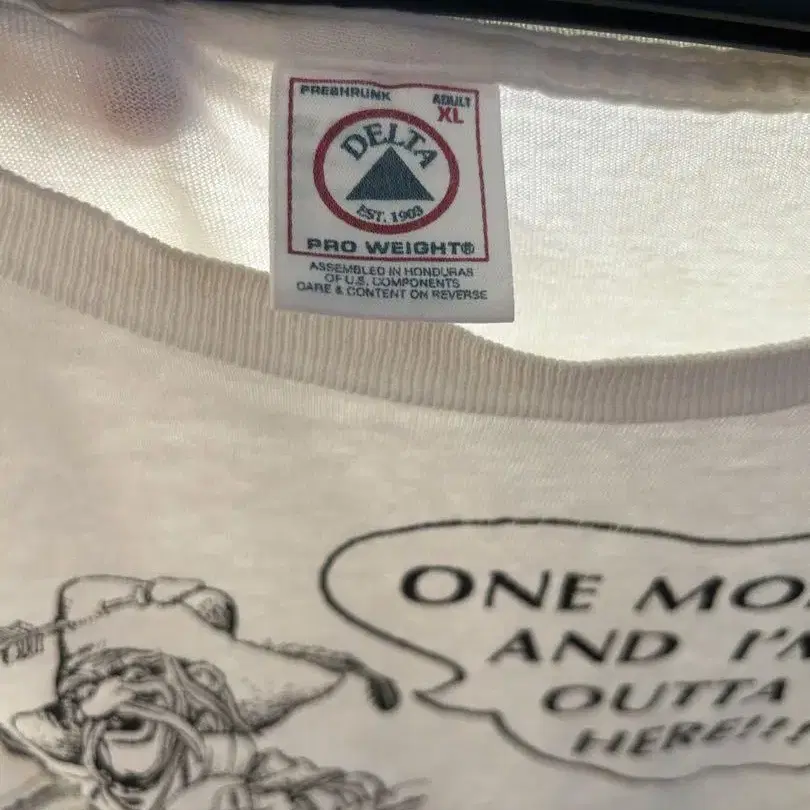 PRESHRUNK
ADULT
XL
DELTA
EST. 1903
PRO WEIGHT®
ASSEMBLED IN HONDURAS
OF U.S. COMPONENTS
CARE & CONTENT ON REVERSE
ONE MO
AND I'M
OUTTA
HERE!!!